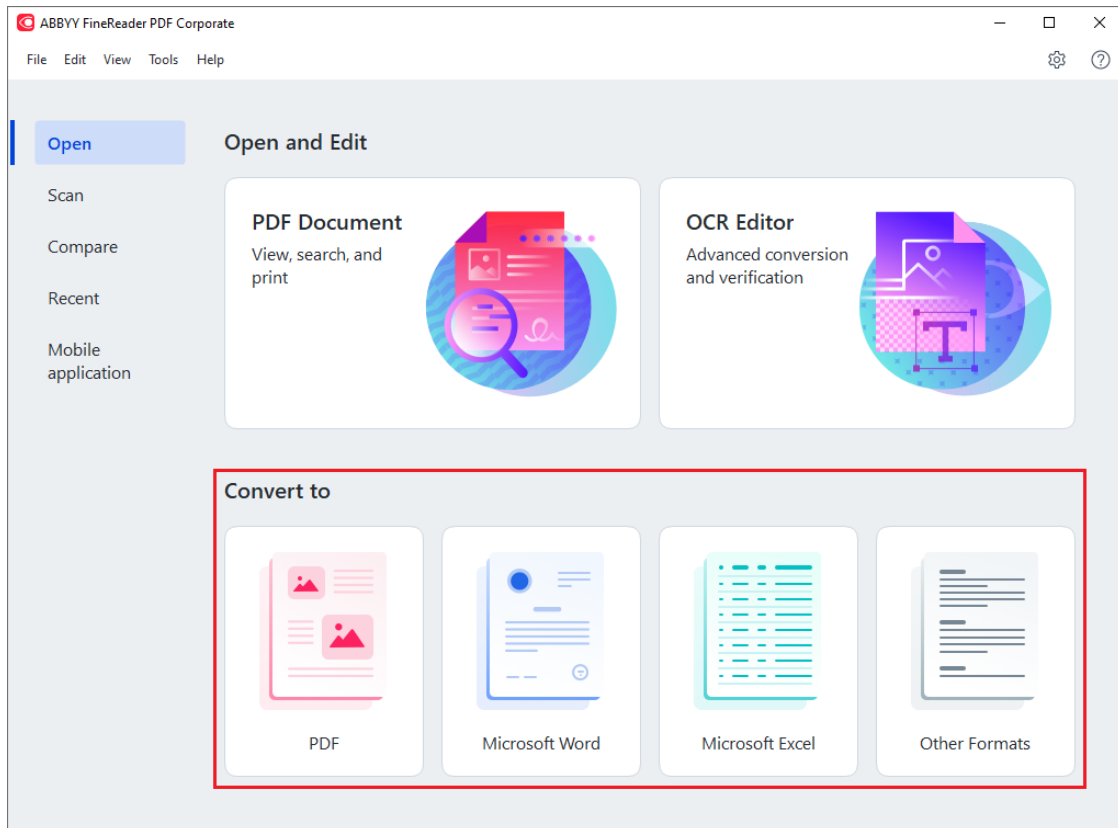 ABBYY FineReader PDF Corporate
File Edit View Tools Help
Open
Scan
Compare
Recent
Mobile
application
Open and Edit
PDF Document
View, search, and
print
OCR Editor
Advanced conversion
and verification
Convert to
PDF
Microsoft Word
Microsoft Excel
Other Formats